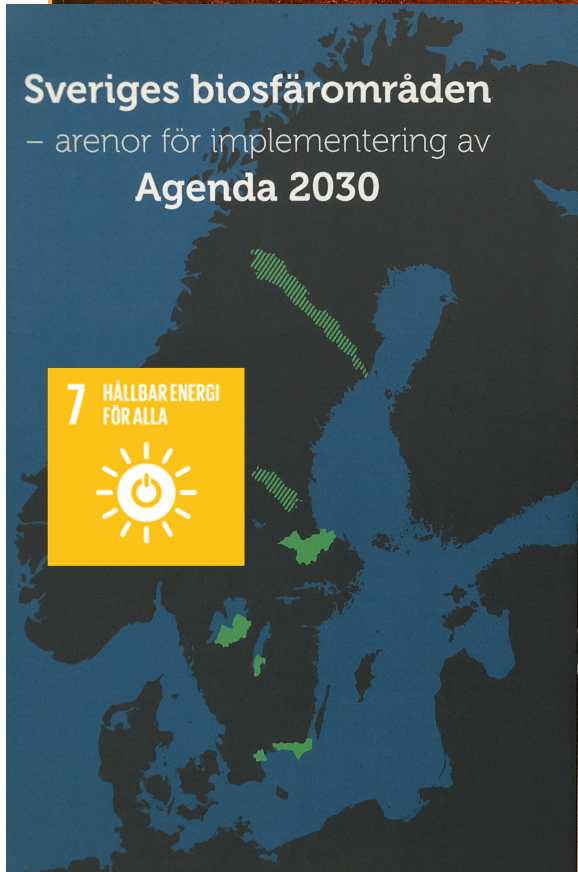 Sveriges biosfärområden
– arenor för implementering av
Agenda 2030
7 HÅLLBAR ENERGI
FÖR ALLA